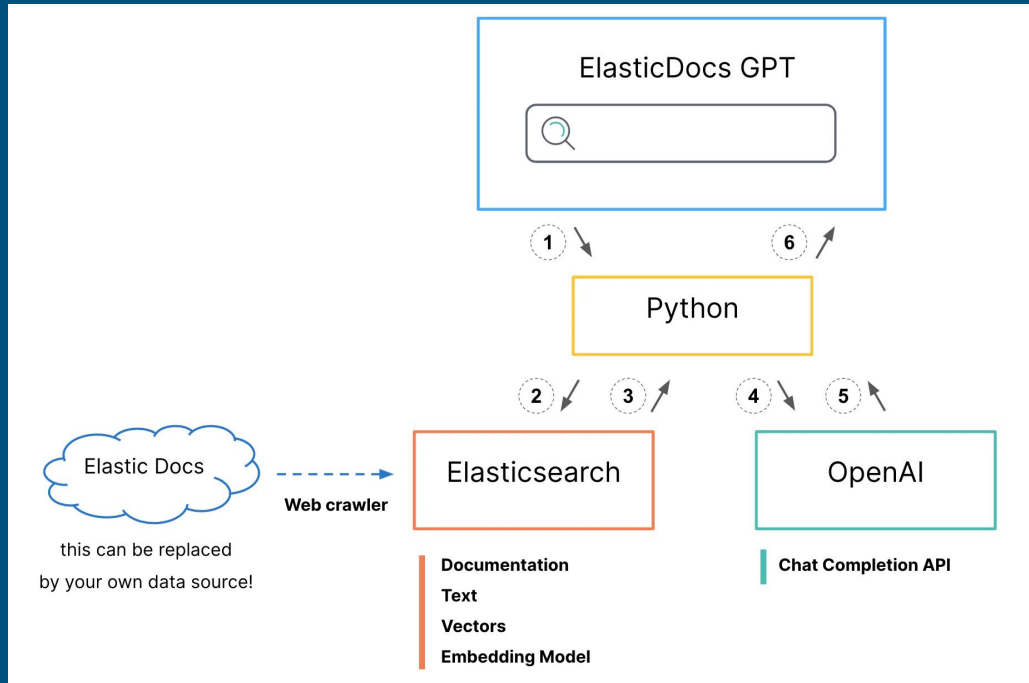 ElasticDocs GPT
1
6
Python
2
3
4
5
Elastic Docs
Web crawler
Elasticsearch
OpenAI
this can be replaced
by your own data source!
Documentation
Text
Vectors
Embedding Model
Chat Completion API